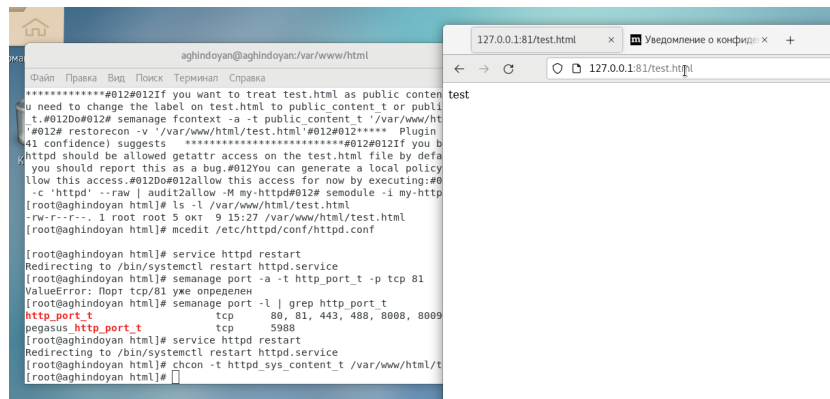 aghindoyan@aghindoyan:/var/www/html
Файл Правка Вид Поиск Терминал Справка
*************#012#012If you want to treat test.html as public conten
u need to change the label on test.html to public_content_t or publi
_t.#012Do#012# semanage fcontext -a -t public_content_t '/var/www/ht
'#012# restorecon -v '/var/www/html/test.html'#012#012***** Plugin
41 confidence) suggests **************************#012#012If you b
httpd should be allowed getattr access on the test.html file by defa
you should report this as a bug.#012You can generate a local policy
llow this access.#012Do#012allow this access for now by executing:#0
-c 'httpd' --raw | audit2allow -M my-httpd#012# semodule -i my-http
[root@aghindoyan html]# ls -l /var/www/html/test.html
-rw-r--r--. 1 root root 5 окт 9 15:27 /var/www/html/test.html
[root@aghindoyan html]# mcedit /etc/httpd/conf/httpd.conf
[root@aghindoyan html]# service httpd restart
Redirecting to /bin/systemctl restart httpd.service
[root@aghindoyan html]# semanage port -a -t http_port_t -p tcp 81
ValueError: Порт tcp/81 уже определен
[root@aghindoyan html]# semanage port -l | grep http_port_t
http_port_t tcp 80, 81, 443, 488, 8008, 8009
pegasus_http_port_t tcp 5988
[root@aghindoyan html]# service httpd restart
Redirecting to /bin/systemctl restart httpd.service
[root@aghindoyan html]# chcon -t httpd_sys_content_t /var/www/html/t
[root@aghindoyan html]#
127.0.0.1:81/test.html
Уведомление о конфиде
127.0.0.1:81/test.html
test